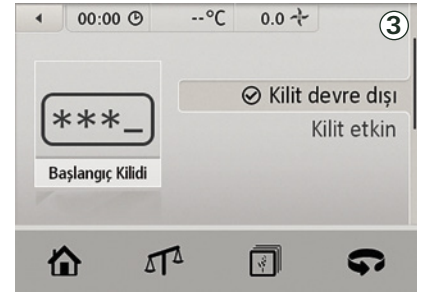 00:00 --°C 0.0
3
***_
Başlangıç Kilidi
Kilit devre dışı
Kilit etkin